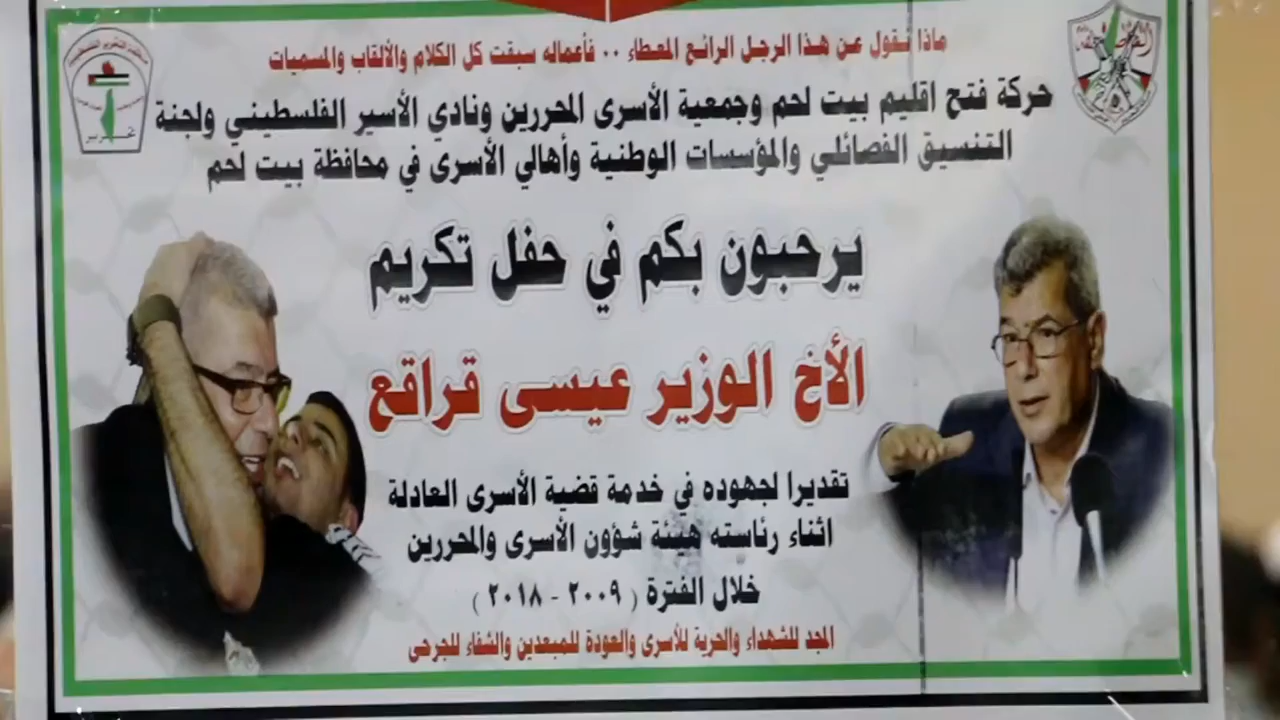 ماذا نقول عن هذا الرجل الرائع المعطاء .. فأعماله سبقت كل الكلام والألقاب والمسميات
حركة فتح اقليم بيت لحم وجمعية الأسرى المحررين ونادي الأسير الفلسطيني ولجنة
التنسيق الفصائلي والمؤسسات الوطنية وأهالي الأسرى في محافظة بيت لحم
يرحبون بكم في حفل تكريم
الأخ الوزير عيسى قراقع
تقديرا لجهوده في خدمة قضية الأسرى العادلة
اثناء رئاسته هيئة شؤون الأسرى والمحررين
خلال الفترة ( ٢٠٠٩ - ٢٠١٨ )
المجد للشهداء والحرية للأسرى والعودة للمبعدين والشفاء للجرحى